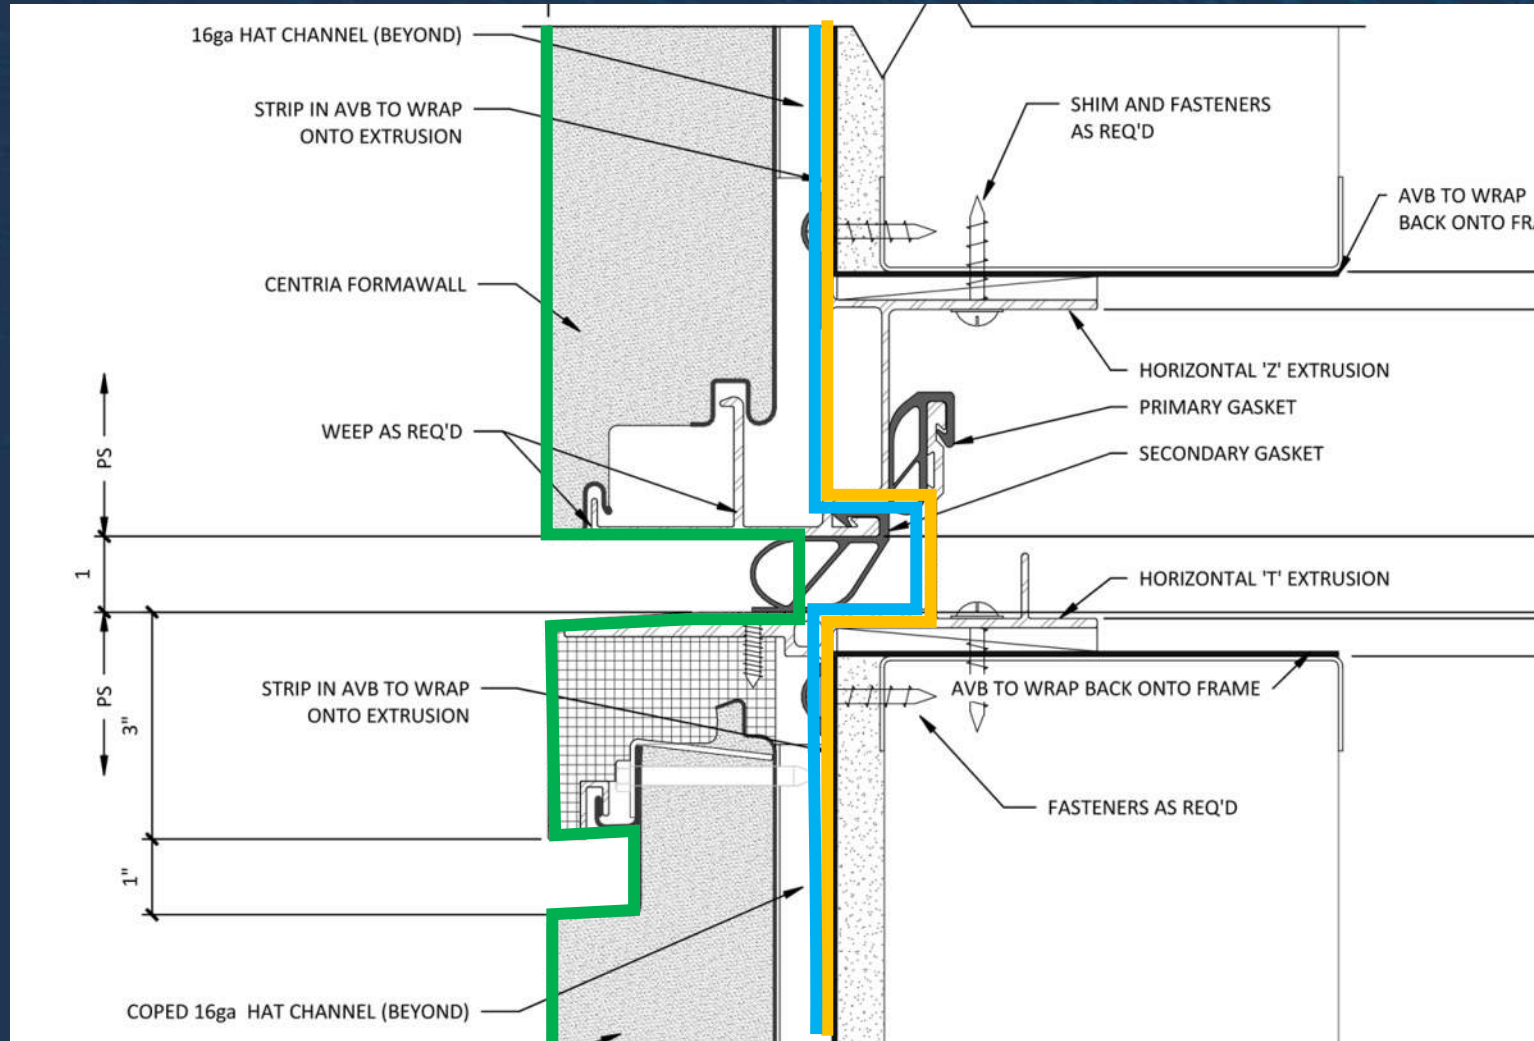 16ga HAT CHANNEL (BEYOND)
STRIP IN AVB TO WRAP
ONTO EXTRUSION
SHIM AND FASTENERS
AS REQ'D
AVB TO WRAP
BACK ONTO
CENTRIA FORMAWALL
HORIZONTAL 'Z' EXTRUSION
PRIMARY GASKET
WEEP AS REQ'D
SECONDARY GASKET
PS
1
HORIZONTAL 'T' EXTRUSION
PS
3"
STRIP IN AVB TO WRAP
ONTO EXTRUSION
AVB TO WRAP BACK ONTO FRAME
FASTENERS AS REQ'D
1"
COPED 16ga HAT CHANNEL (BEYOND)